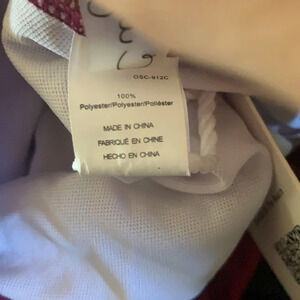 OSC-912C
100%
Polyester/Polyester/Poliéster
MADE IN CHINA
FABRIQUÉ EN CHINE
HECHO EN CHINA